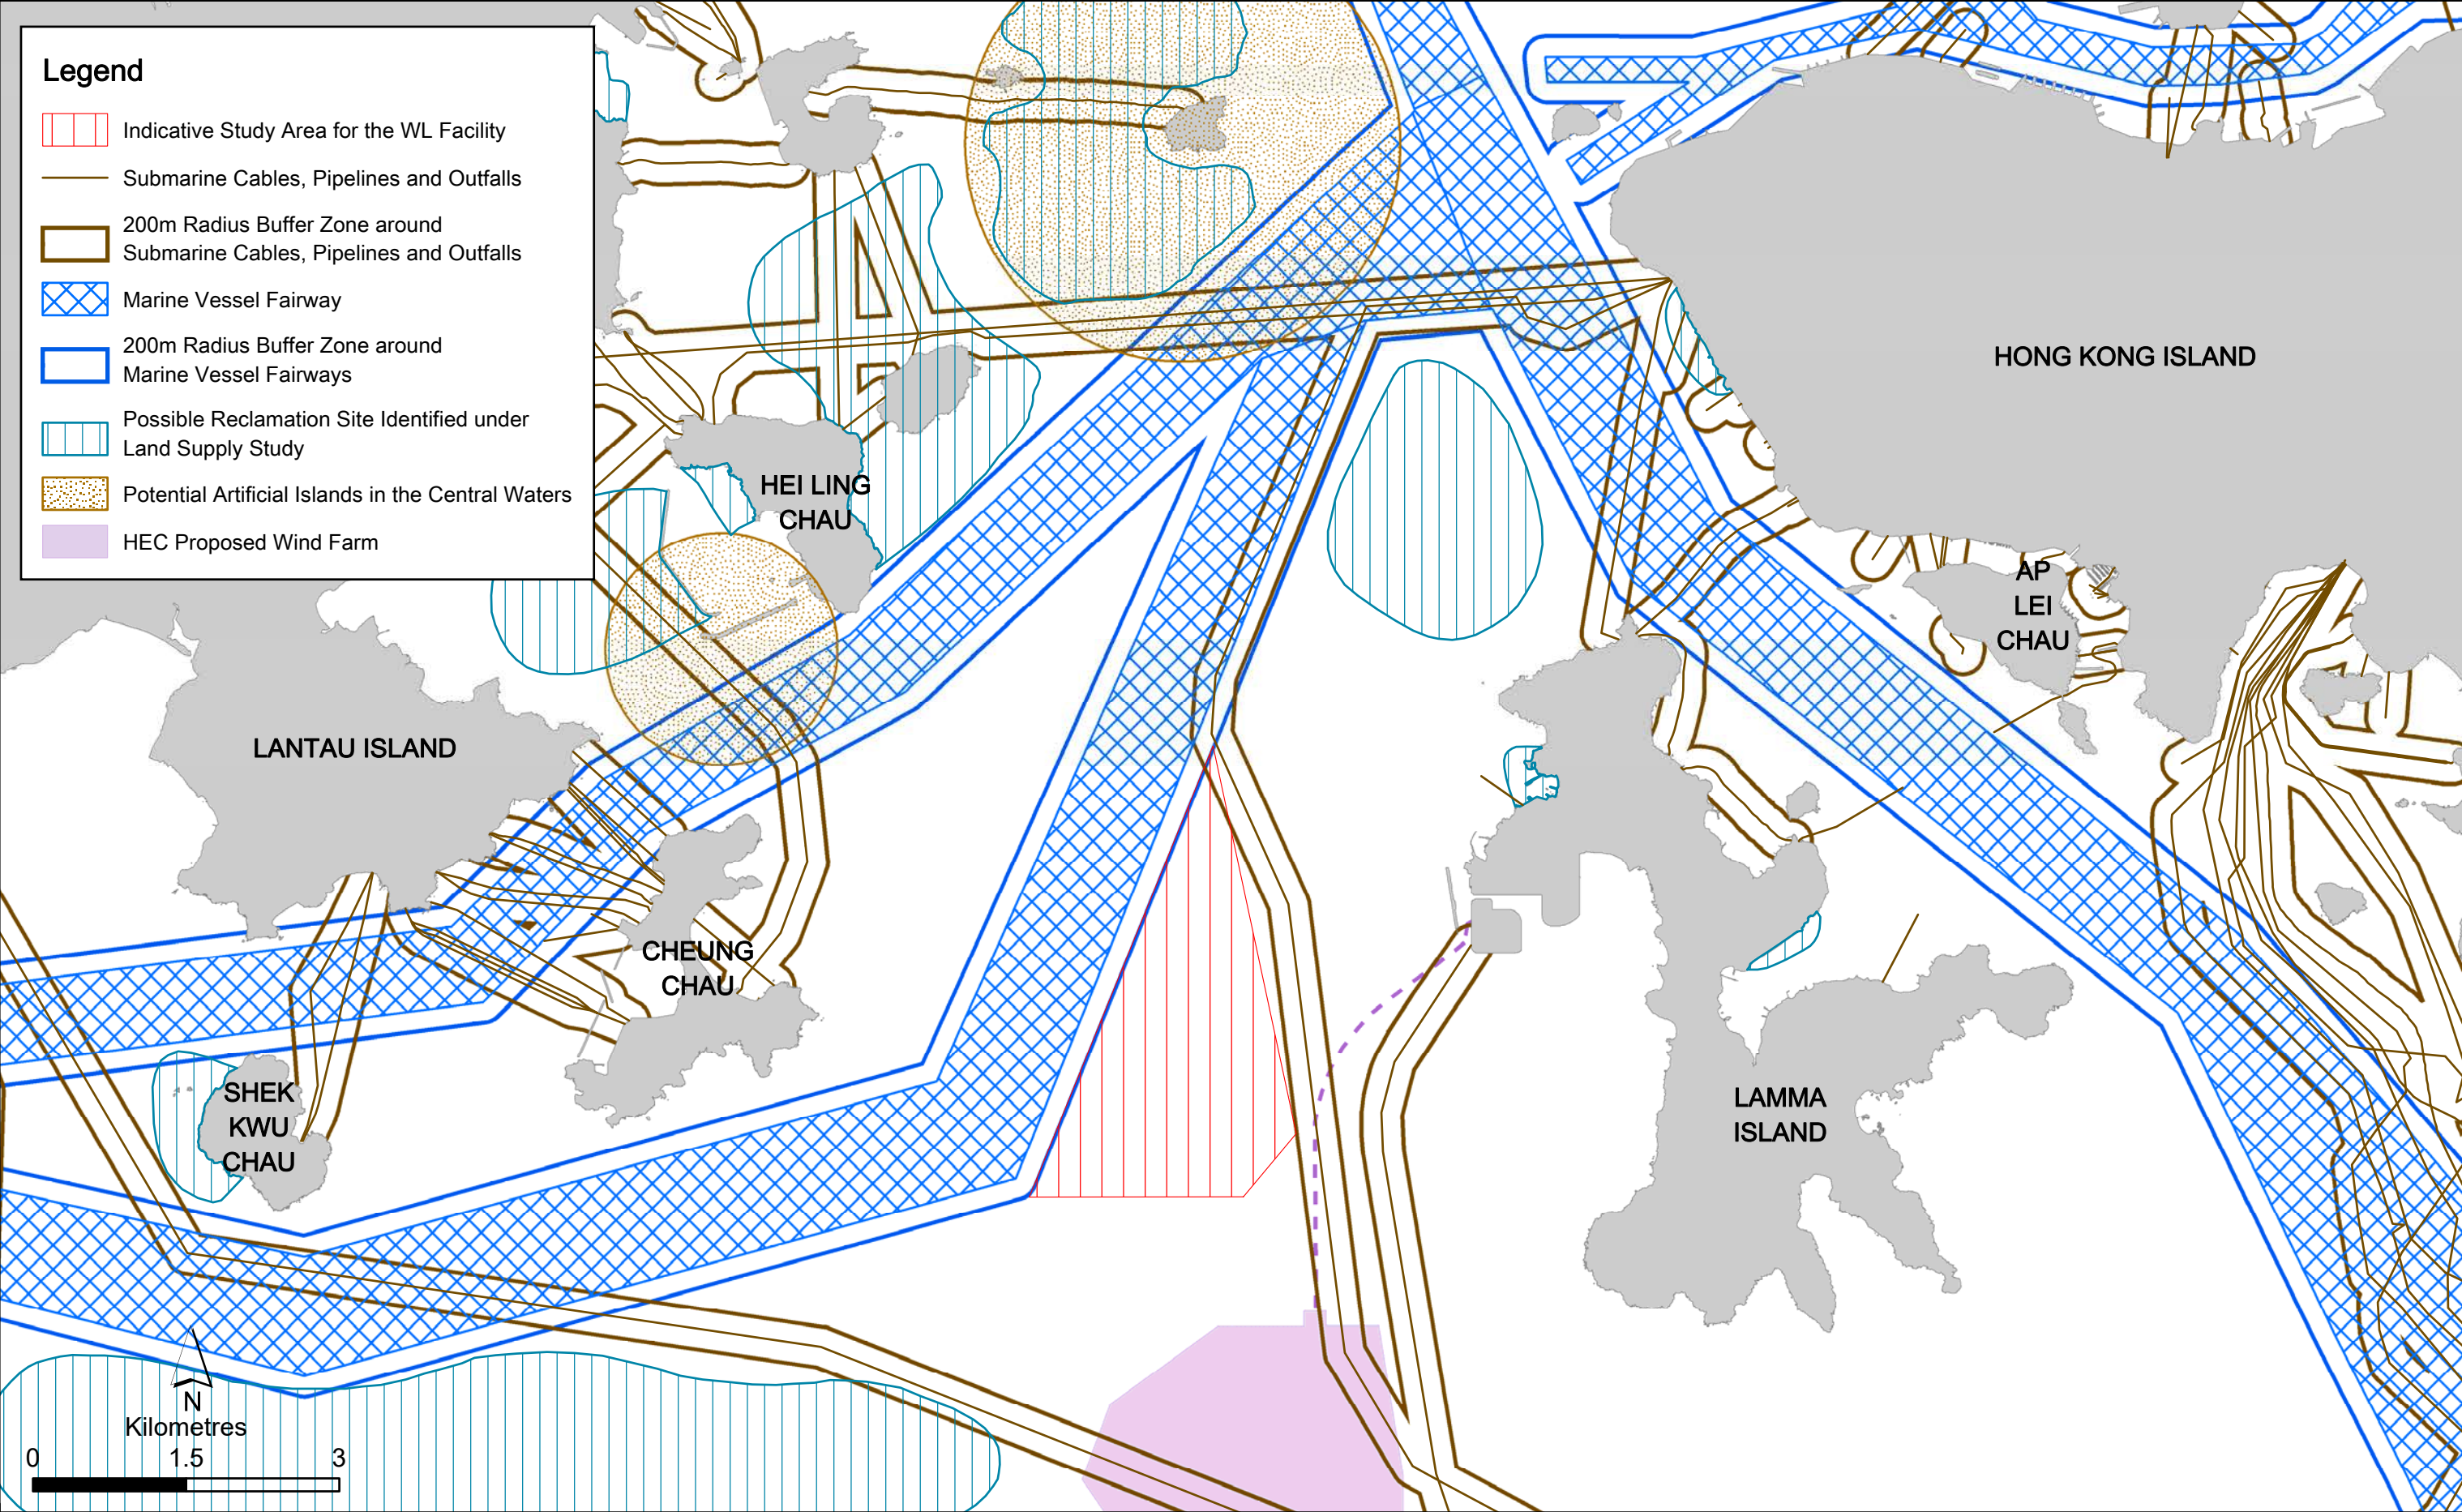 Legend
Indicative Study Area for the WL Facility
Submarine Cables, Pipelines and Outfalls
200m Radius Buffer Zone around
Submarine Cables, Pipelines and Outfalls
Marine Vessel Fairway
200m Radius Buffer Zone around
Marine Vessel Fairways
Possible Reclamation Site Identified under
Land Supply Study
Potential Artificial Islands in the Central Waters
HEC Proposed Wind Farm
HONG KONG ISLAND
HEI LING
CHAU
AP
LEI
CHAU
LANTAU ISLAND
CHEUNG
CHAU
SHEK
KWU
CHAU
LAMMA
ISLAND
N
Kilometres
0 1.5 3